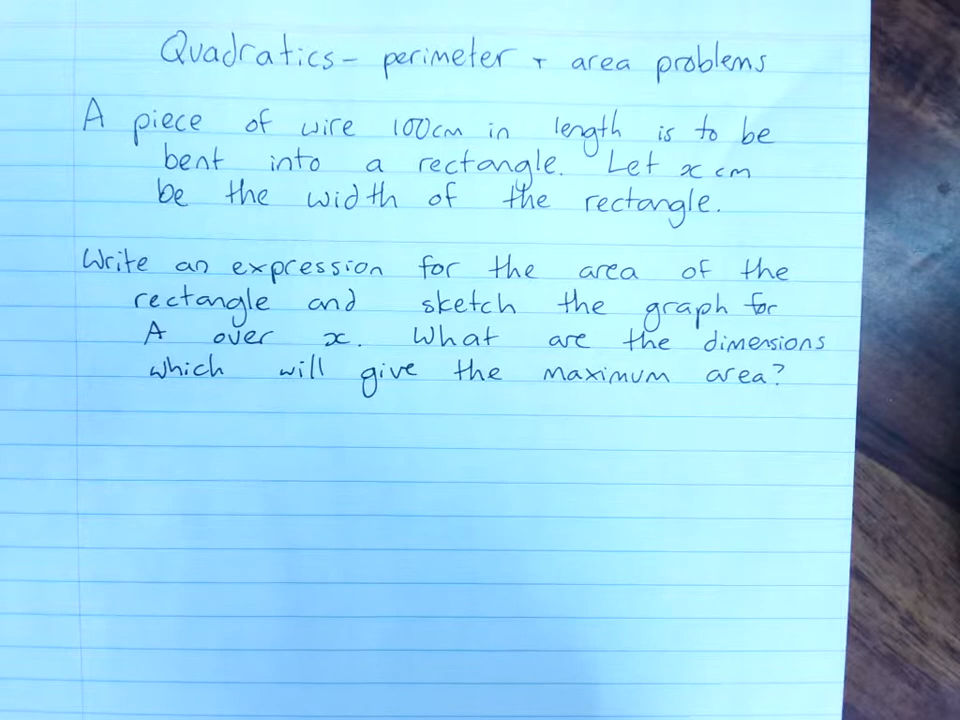 Quadratics - perimeter + area problems
A piece of wire 100cm in length is to be
bent into a rectangle. Let x cm
be the width of the rectangle.
Write an expression for the area of the
rectangle and sketch the graph for
A over x. What are the dimensions
which will give the maximum area?